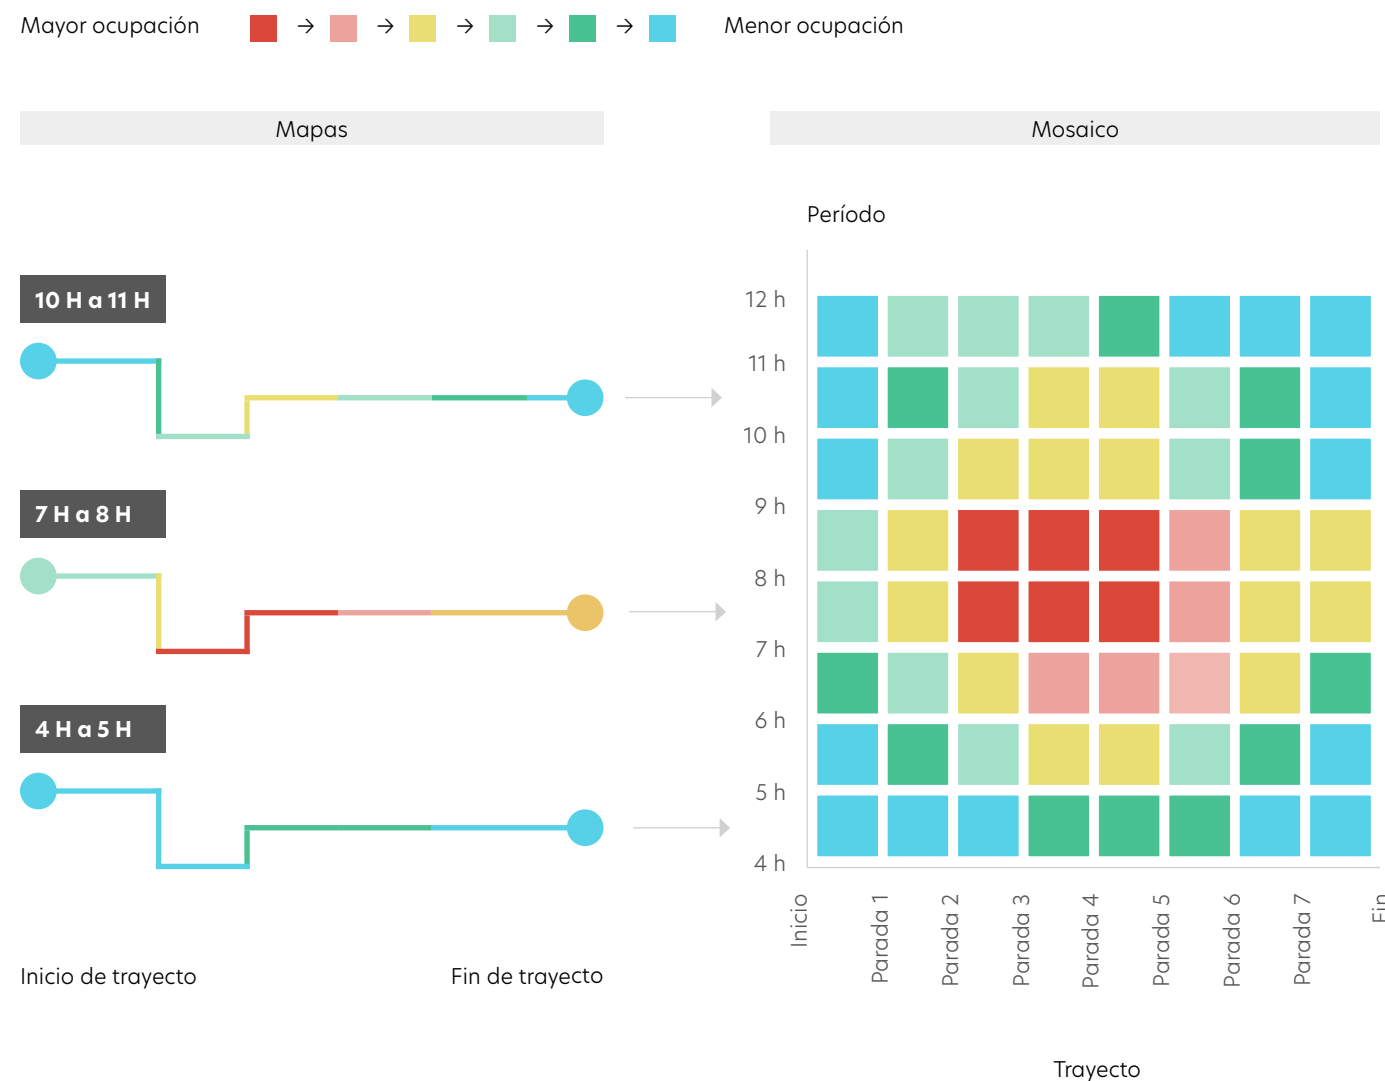 Mayor ocupación → → → → → Menor ocupación
Mapas
Mosaico
Período
10 H a 11 H
7 H a 8 H
4 H a 5 H
12 h
11 h
10 h
9 h
8 h
7 h
6 h
5 h
4 h
Inicio
Parada 1
Parada 2
Parada 3
Parada 4
Parada 5
Parada 6
Parada 7
Fin
Inicio de trayecto
Fin de trayecto
Trayecto